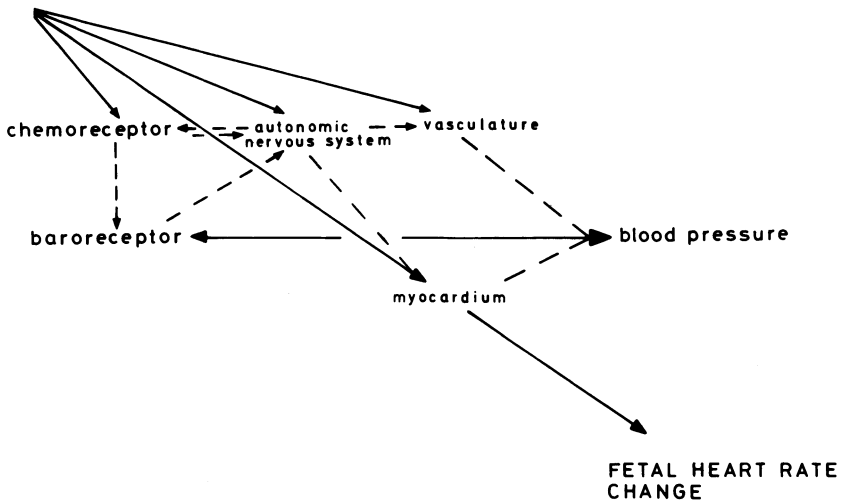 chemoreceptor
autonomic
nervous system
vasculature
baroreceptor
blood pressure
myocardium
FETAL HEART RATE
CHANGE